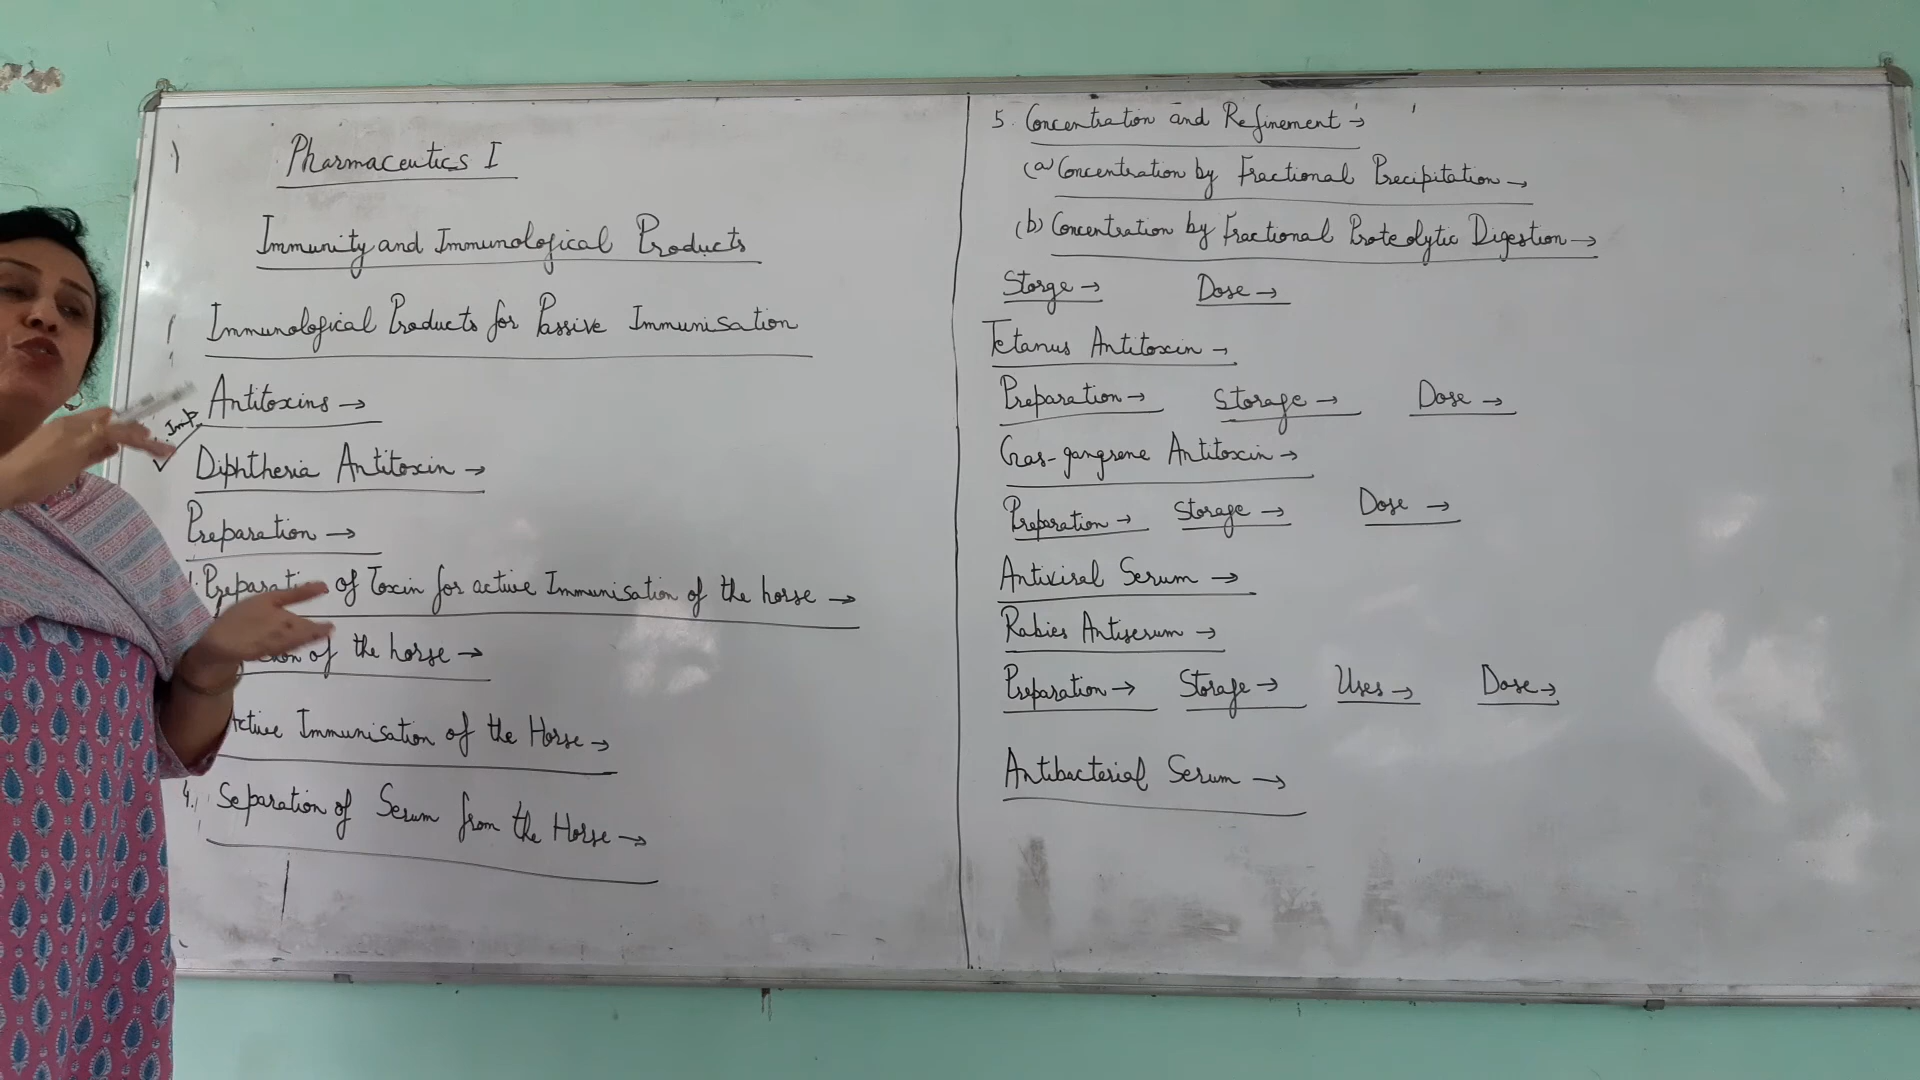 Pharmaceutics I
Immunity and Immunological Products
Immunological Products for Passive Immunisation
Antitoxins →
Imp.
Diphtheria Antitoxin →
Preparation →
1. Preparation of Toxin for active Immunisation of the horse →
of the horse →
Active Immunisation of the Horse →
4. Separation of Serum from the Horse →
5. Concentration and Refinement →
(a) Concentration by Fractional Precipitation →
(b) Concentration by Fractional Proteolytic Digestion →
Storge → Dose →
Tetanus Antitoxin →
Preparation → Storage → Dose →
Gas-gangrene Antitoxin →
Preparation → Storage → Dose →
Antiviral Serum →
Rabies Antiserum →
Preparation → Storage → Uses → Dose →
Antibacterial Serum →